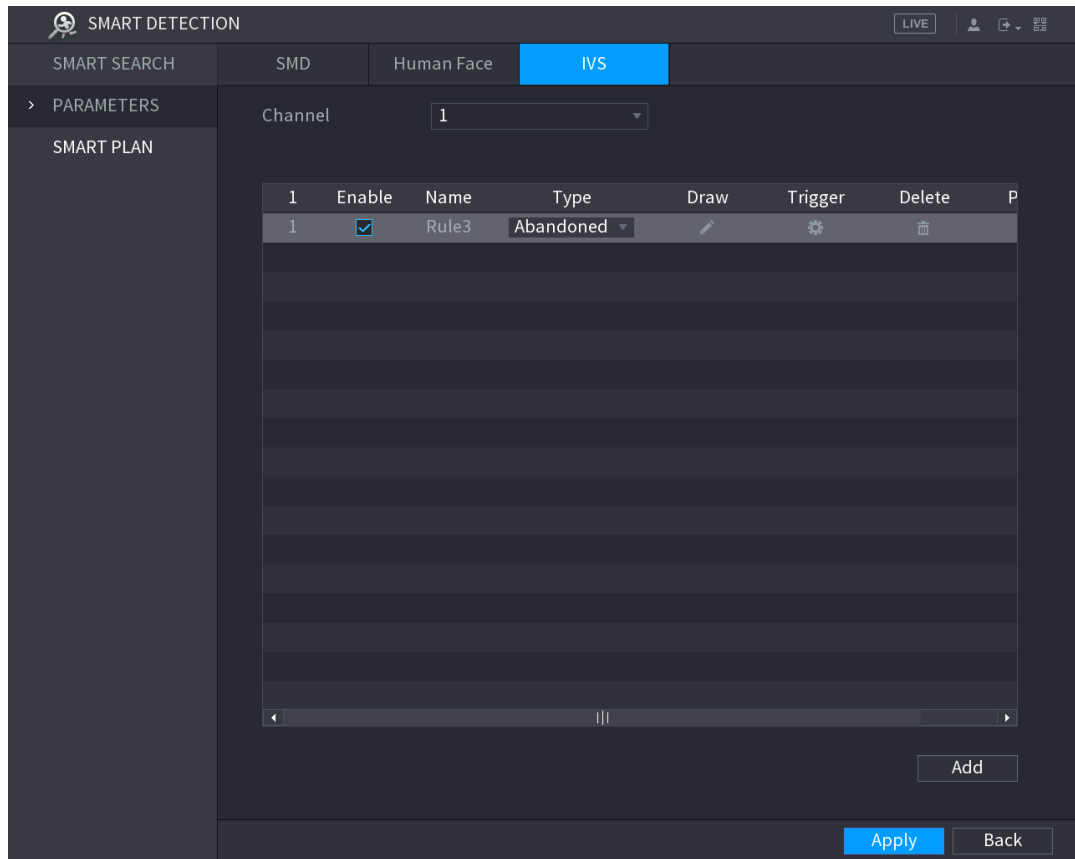 SMART DETECTION LIVE
SMART SEARCH SMD Human Face IVS
PARAMETERS
Channel 1
SMART PLAN
1 Enable Name Type Draw Trigger Delete P
1 Rule3 Abandoned
Add
Apply Back